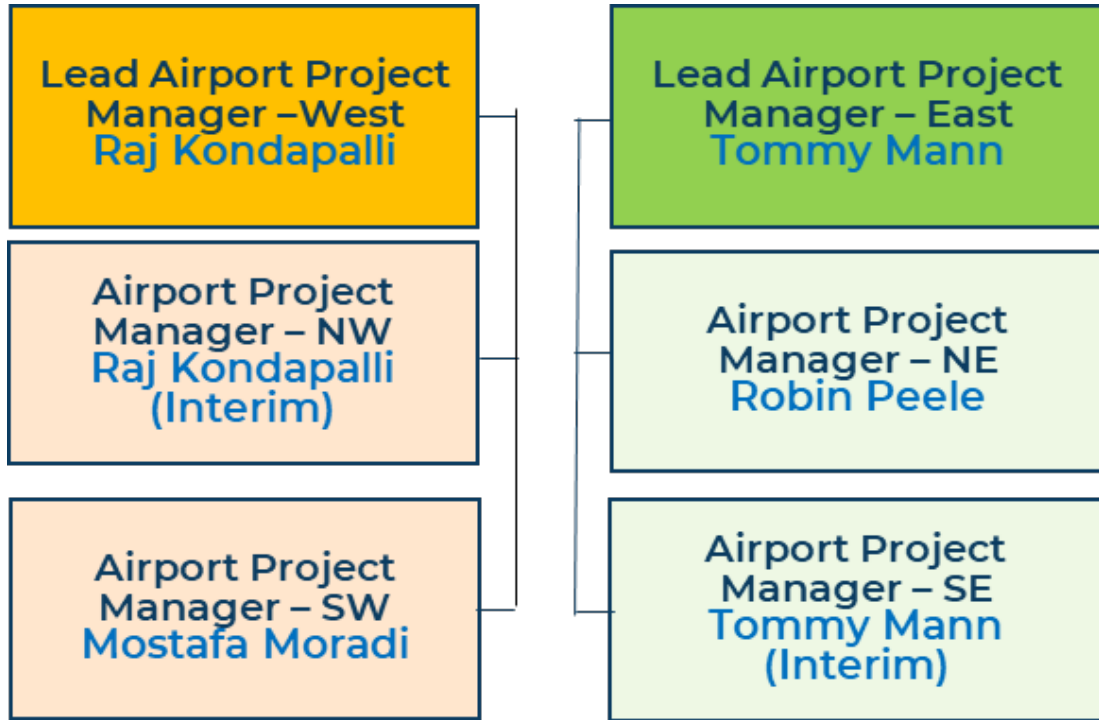 Lead Airport Project
Manager –West
Raj Kondapalli
Airport Project
Manager – NW
Raj Kondapalli
(Interim)
Airport Project
Manager – SW
Mostafa Moradi
Lead Airport Project
Manager – East
Tommy Mann
Airport Project
Manager – NE
Robin Peele
Airport Project
Manager – SE
Tommy Mann
(Interim)